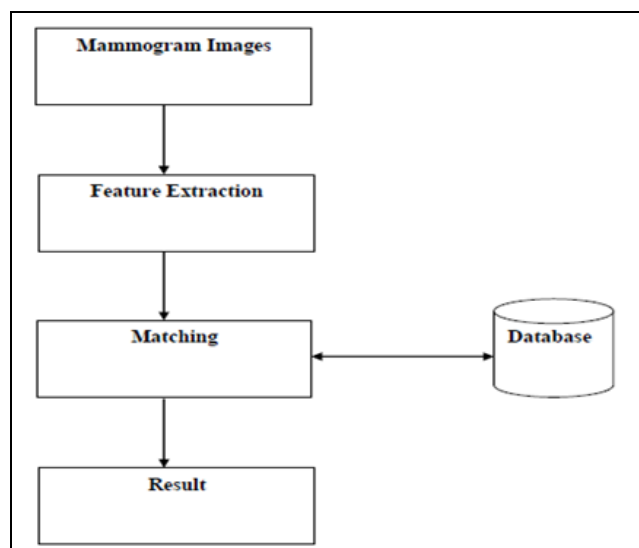 Mammogram Images
Feature Extraction
Matching
Database
Result